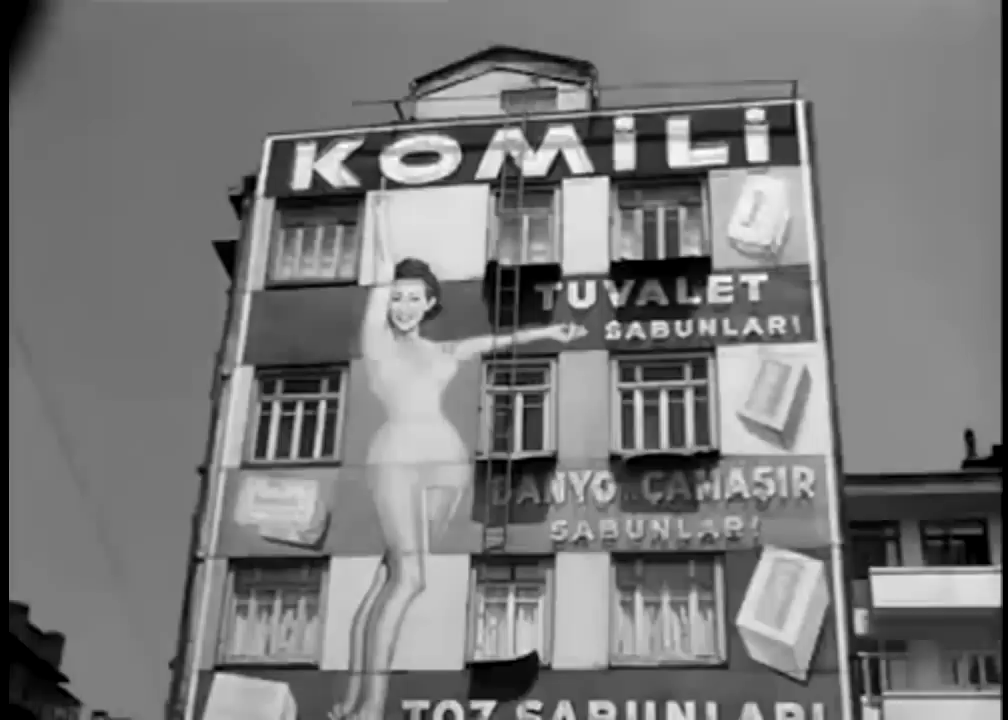 KOMİLİ
TUVALET
SABUNLARI
BANYO .. ÇAMAŞIR
SABUNLARI
TOZ SABUNLARI